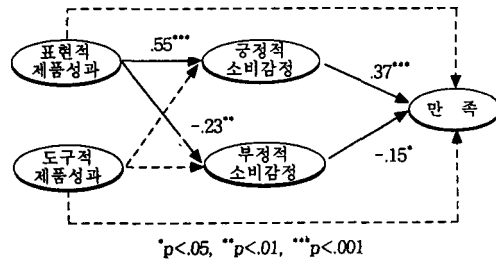 표현적
제품성과
.55***
긍정적
소비감정
.37***
만 족
-.23**
도구적
제품성과
부정적
소비감정
-.15*
*p<.05, **p<.01, ***p<.001